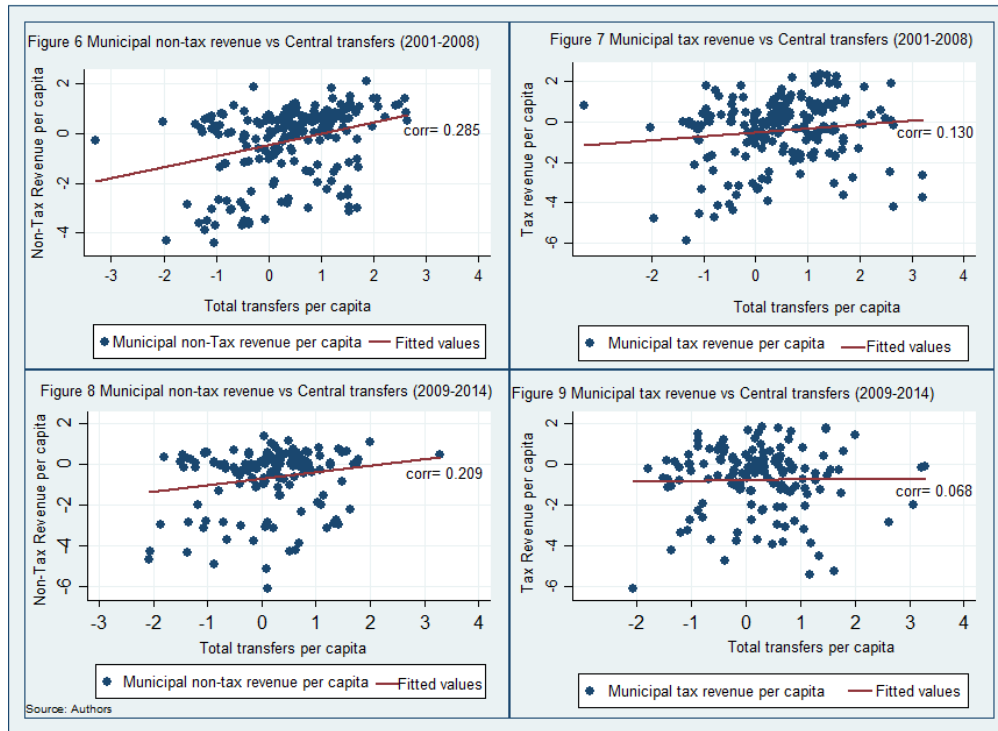 Figure 6 Municipal non-tax revenue vs Central transfers (2001-2008)
Non-Tax Revenue per capita
2
0
-2
-4
corr= 0.285
-3 -2 -1 0 1 2 3 4
Total transfers per capita
Municipal non-Tax revenue per capita Fitted values
Figure 7 Municipal tax revenue vs Central transfers (2001-2008)
Tax revenue per capita
2
0
-2
-4
-6
corr= 0.130
-2 -1 0 1 2 3 4
Total transfers per capita
Municipal tax revenue per capita Fitted values
Figure 8 Municipal non-tax revenue vs Central transfers (2009-2014)
Non-Tax Revenue per capita
2
0
-2
-4
-6
corr= 0.209
-3 -2 -1 0 1 2 3 4
Total transfers per capita
Municipal non-tax revenue per capita Fitted values
Figure 9 Municipal tax revenue vs Central transfers (2009-2014)
Tax Revenue per capita
2
0
-2
-4
-6
corr= 0.068
-3 -2 -1 0 1 2 3 4
Total transfers per capita
Municipal tax revenue per capita Fitted values
Source: Authors